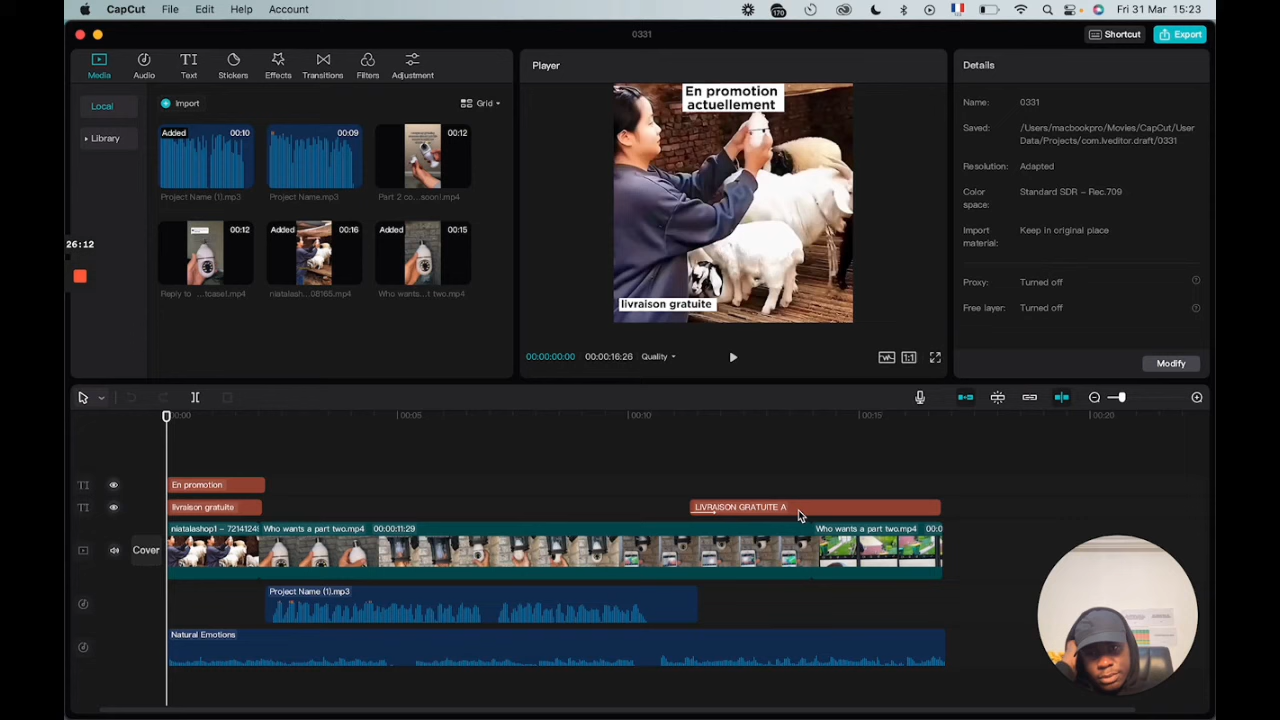 CapCut File Edit Help Account
170
Fri 31 Mar 15:23
0331
Shortcut
Export
Media
Audio
Text
Stickers
Effects
Transitions
Filters
Adjustment
Local
Library
Import
Grid
Added 00:10
00:09
00:12
Project Name (1).mp3
Project Name.mp3
Part 2 co...soon!.mp4
00:12
Added 00:16
Added 00:15
Reply to ...tcasel.mp4
niatalash...08165.mp4
Who wants...t two.mp4
26:12
Player
En promotion
actuellement
livraison gratuite
00:00:00:00
00:00:16:26
Quality
1:1
Details
Name: 0331
Saved: /Users/macbookpro/Movies/CapCut/User
Data/Projects/com.lveditor.draft/0331
Resolution: Adapted
Color
space:
Standard SDR - Rec.709
Import
material:
Keep in original place
Proxy: Turned off
Free layer: Turned off
Modify
00:00
00:05
00:10
00:15
00:20
TI
En promotion
TI
livraison gratuite
LIVRAISON GRATUITE A
niatalashop1 - 7214124
Who wants a part two.mp4 00:00:11:29
Who wants a part two.mp4 00:0
Cover
Project Name (1).mp3
Natural Emotions